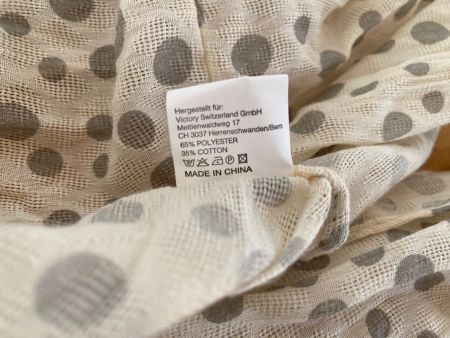 Hergestellt für:
Victory Switzerland GmbH
Mettlenwaldweg 17
CH 3037 Herrenschwanden/Bern
65% POLYESTER
35% COTTON
MADE IN CHINA